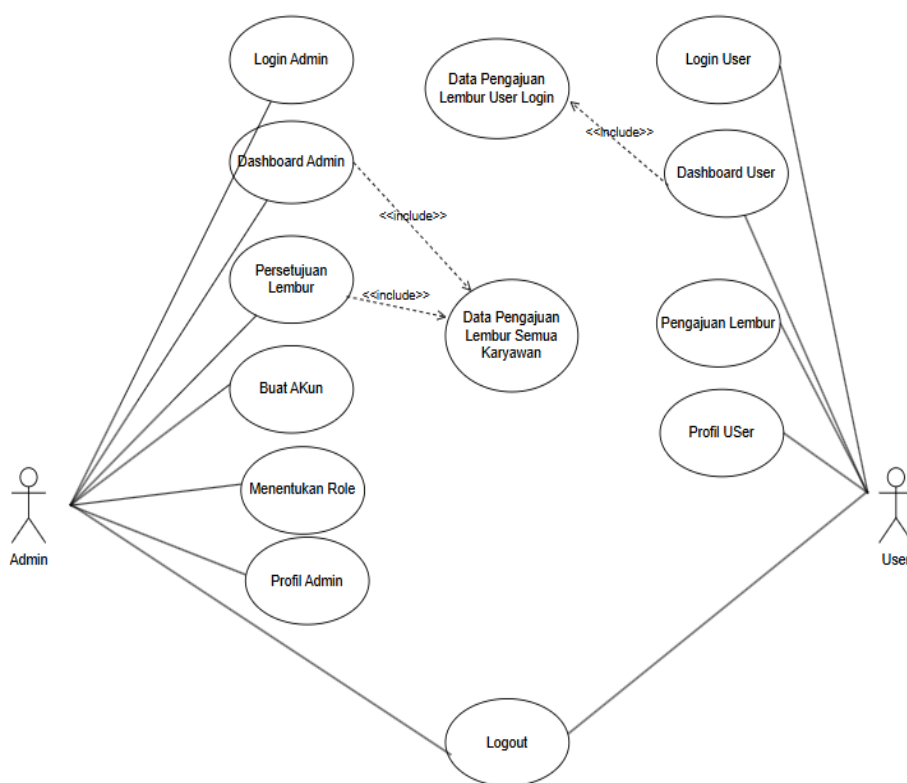 Login Admin
Data Pengajuan
Lembur User Login
Login User
<<include>>
Dashboard Admin
Dashboard User
<<include>>
Persetujuan
Lembur
<<include>>
Data Pengajuan
Lembur Semua
Karyawan
Pengajuan Lembur
Buat AKun
Profil USer
Menentukan Role
Admin
User
Profil Admin
Logout